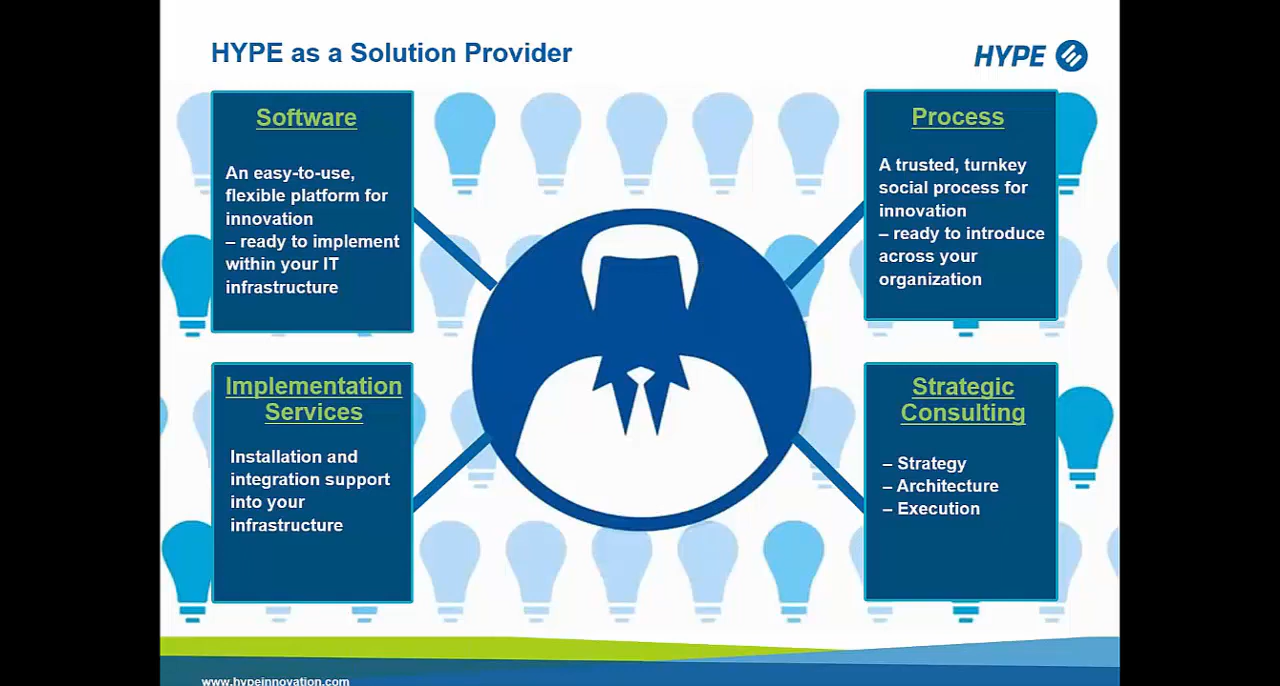 HYPE as a Solution Provider
HYPE
Software
An easy-to-use,
flexible platform for
innovation
– ready to implement
within your IT
infrastructure
Process
A trusted, turnkey
social process for
innovation
– ready to introduce
across your
organization
Implementation
Services
Installation and
integration support
into your
infrastructure
Strategic
Consulting
– Strategy
– Architecture
– Execution
www.hypeinnovation.com